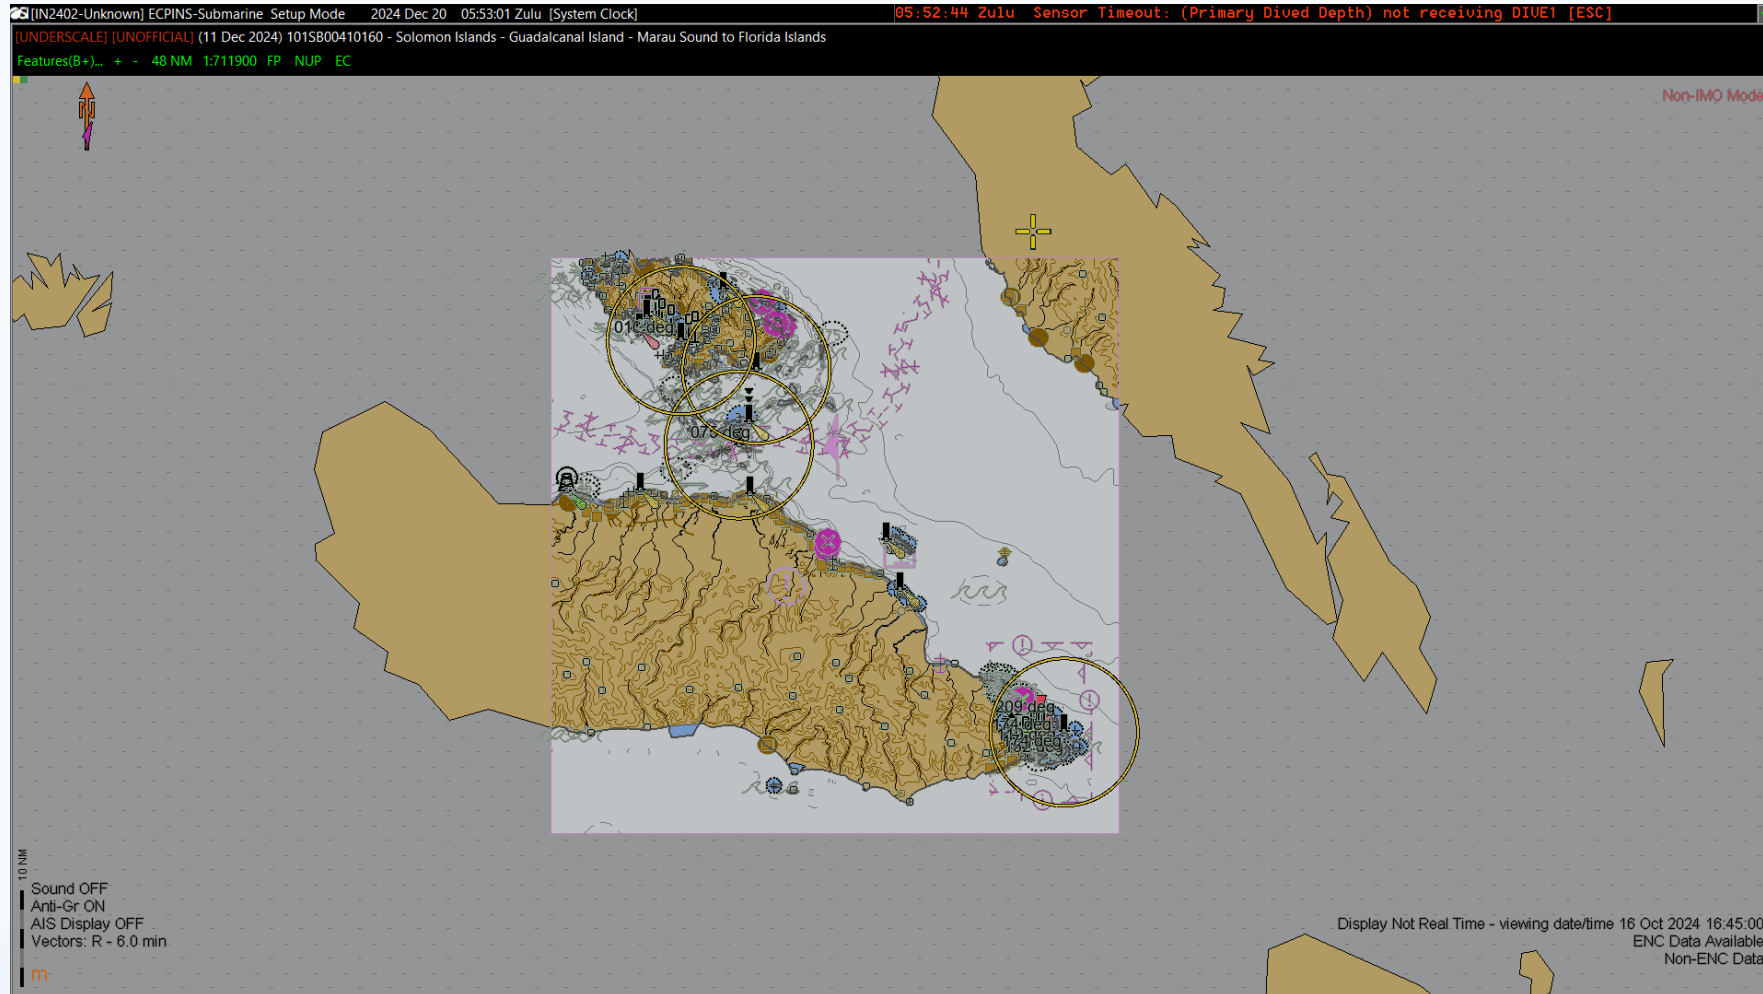 [IN2402-Unknown] ECPINS-Submarine Setup Mode 2024 Dec 20 05:53:01 Zulu [System Clock]
05:52:44 Zulu Sensor Timeout: (Primary Dived Depth) not receiving DIVE1 [ESC]
[UNDERSCALE] [UNOFFICIAL] (11 Dec 2024) 101SB00410160 - Solomon Islands - Guadalcanal Island - Marau Sound to Florida Islands
Features(B+)... + - 48 NM 1:711900 FP NUP EC
N
Non-IMO Mode
075 deg
209 deg
174 deg
10 NM
Sound OFF
Anti-Gr ON
AIS Display OFF
Vectors: R - 6.0 min
m
Display Not Real Time - viewing date/time 16 Oct 2024 16:45:00
ENC Data Available
Non-ENC Data